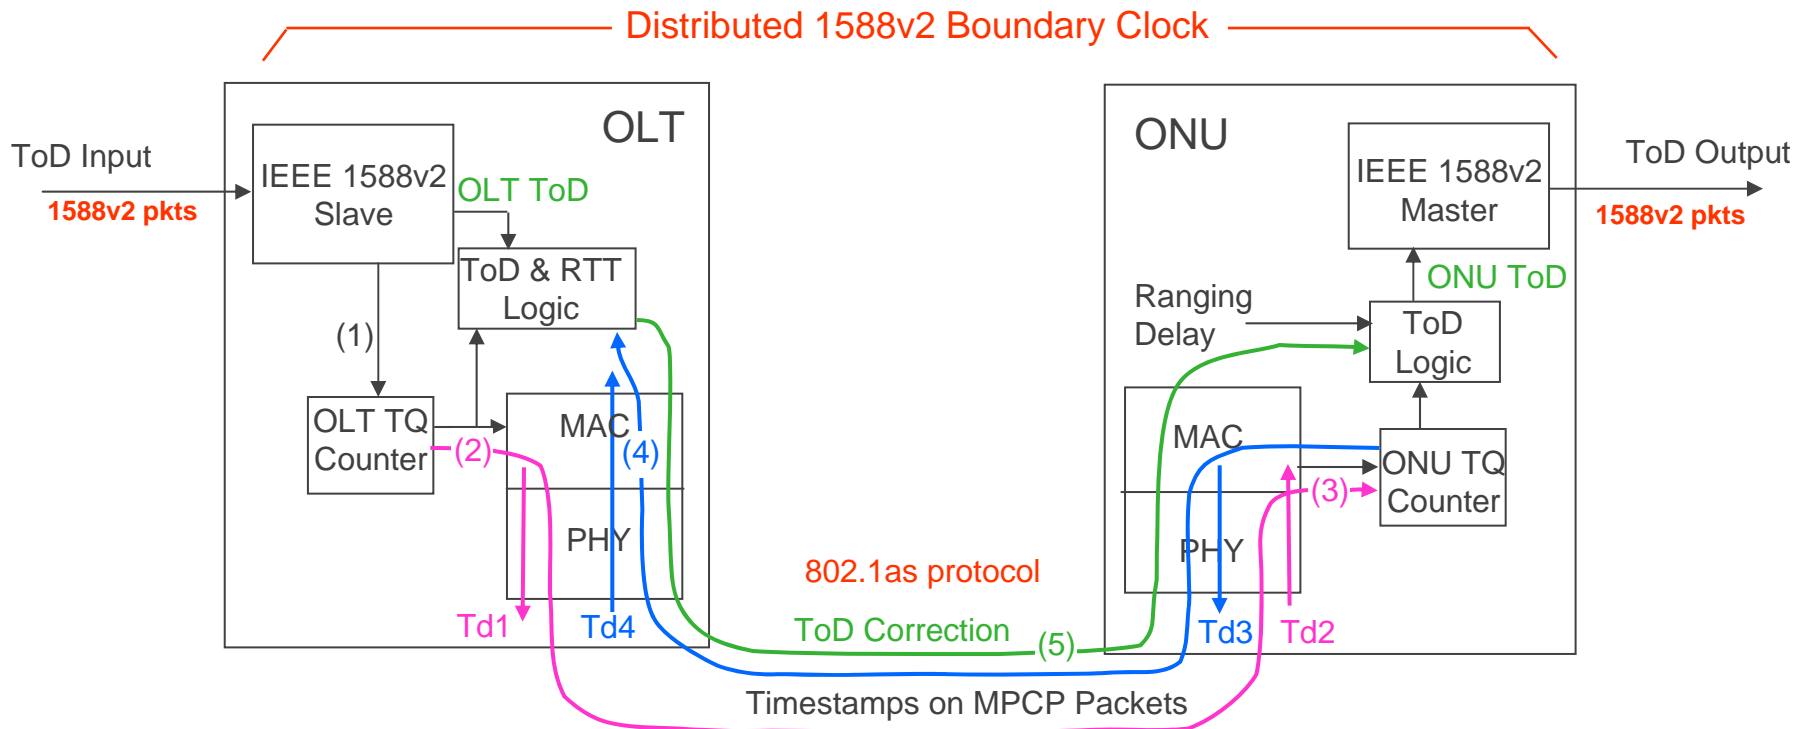 Distributed 1588v2 Boundary Clock
OLT
ToD Input
1588v2 pkts
IEEE 1588v2
Slave
OLT ToD
ToD & RTT
Logic
(1)
OLT TQ
Counter
(2)
MAC
(4)
PHY
Td1
Td4
802.1as protocol
ToD Correction
(5)
Timestamps on MPCP Packets
ONU
IEEE 1588v2
Master
ToD Output
1588v2 pkts
ONU ToD
Ranging
Delay
ToD
Logic
MAC
ONU TQ
Counter
(3)
PHY
Td3
Td2